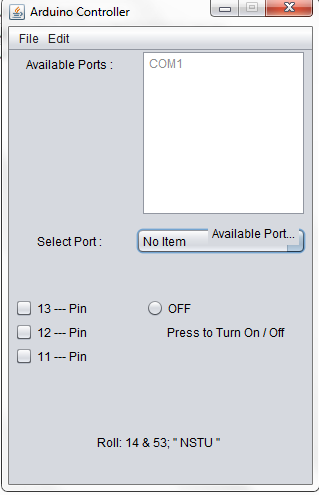 Arduino Controller
File Edit
Available Ports :
COM1
Select Port :
No Item
Available Port...
13 --- Pin
OFF
12 --- Pin
Press to Turn On / Off
11 --- Pin
Roll: 14 & 53; " NSTU "